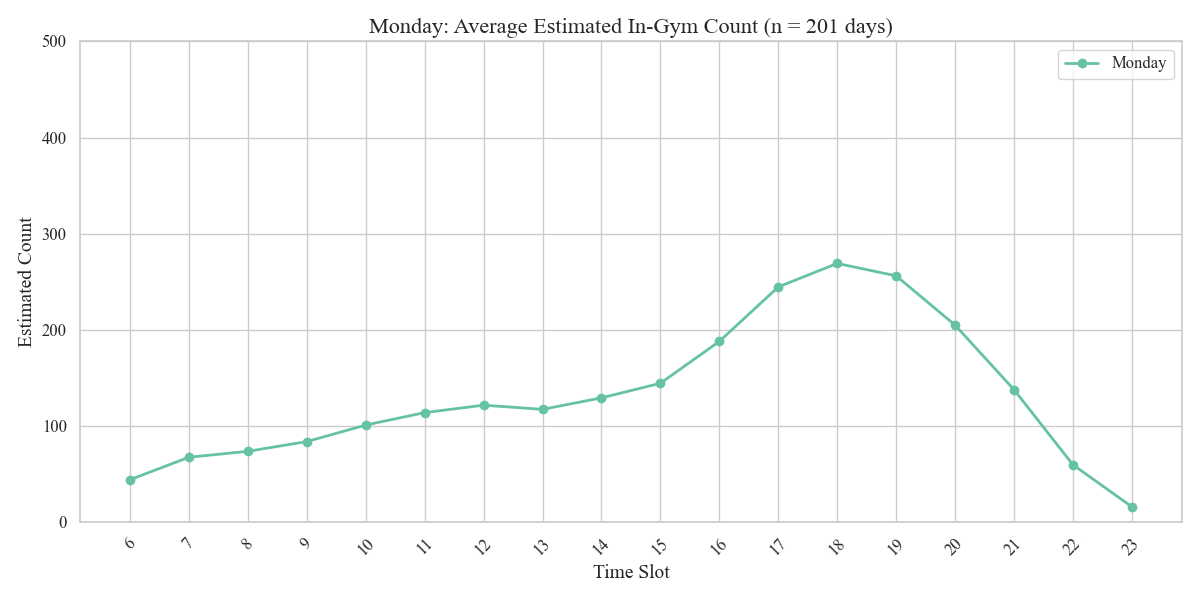 Monday: Average Estimated In-Gym Count (n = 201 days)
Monday
Estimated Count
500
400
300
200
100
0
6 7 8 9 10 11 12 13 14 15 16 17 18 19 20 21 22 23
Time Slot